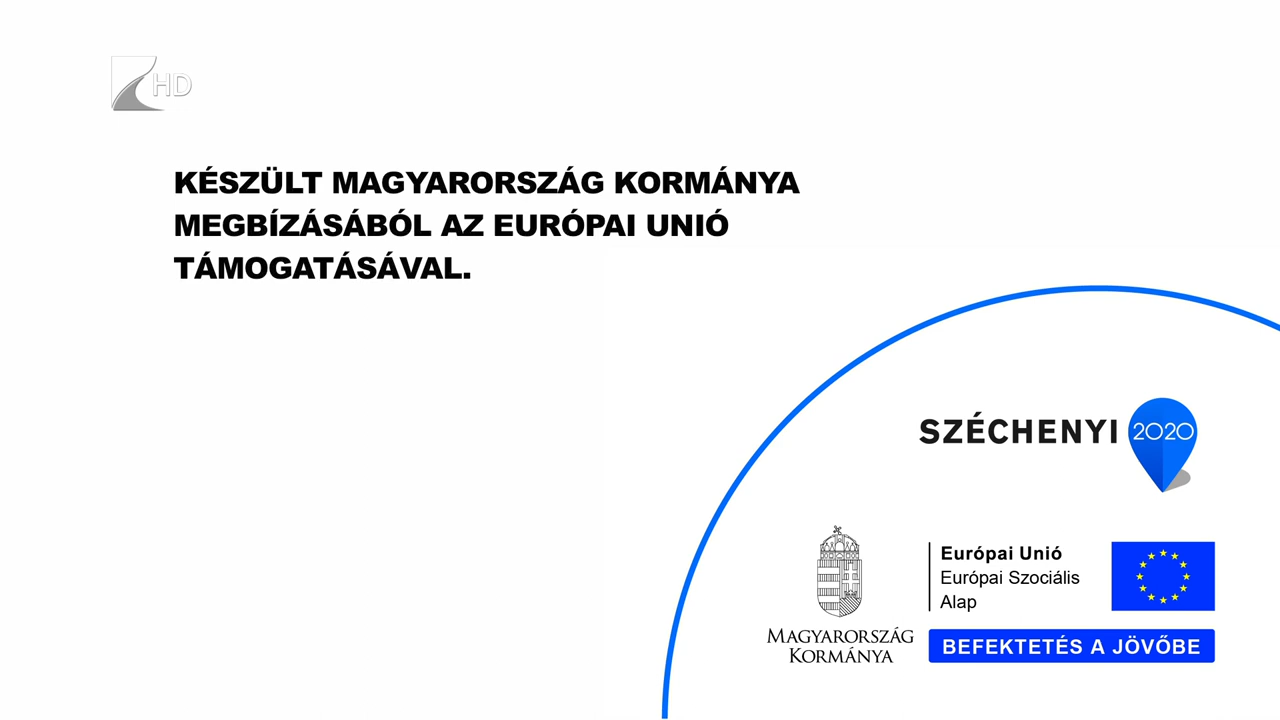 HD
KÉSZÜLT MAGYARORSZÁG KORMÁNYA
MEGBÍZÁSÁBÓL AZ EURÓPAI UNIÓ
TÁMOGATÁSÁVAL.
SZÉCHENYI 2020
Európai Unió
Európai Szociális
Alap
MAGYARORSZÁG
KORMÁNYA
BEFEKTETÉS A JÖVŐBE